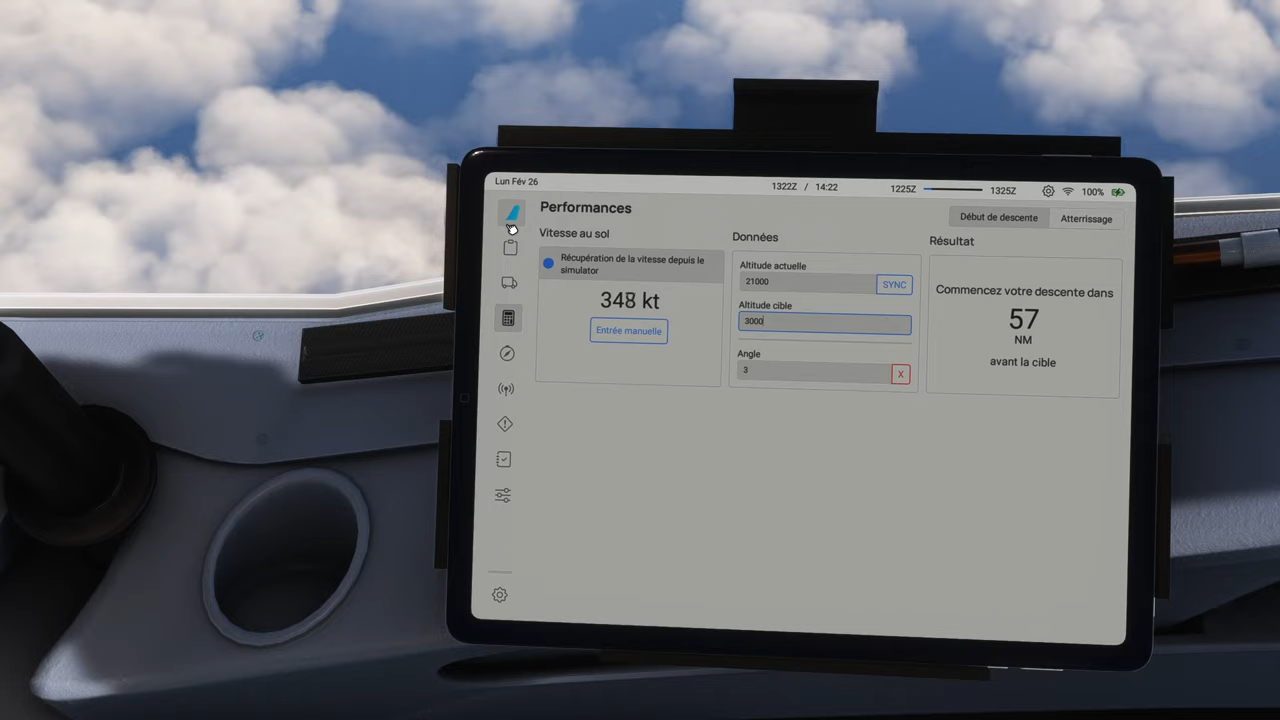 Lun Fév 26
1322Z / 14:22
1225Z 1325Z
100%
Performances
Début de descente
Atterrissage
Vitesse au sol
Récupération de la vitesse depuis le
simulator
348 kt
Entrée manuelle
Données
Altitude actuelle
21000
SYNC
Altitude cible
3000
Angle
3
X
Résultat
Commencez votre descente dans
57
NM
avant la cible